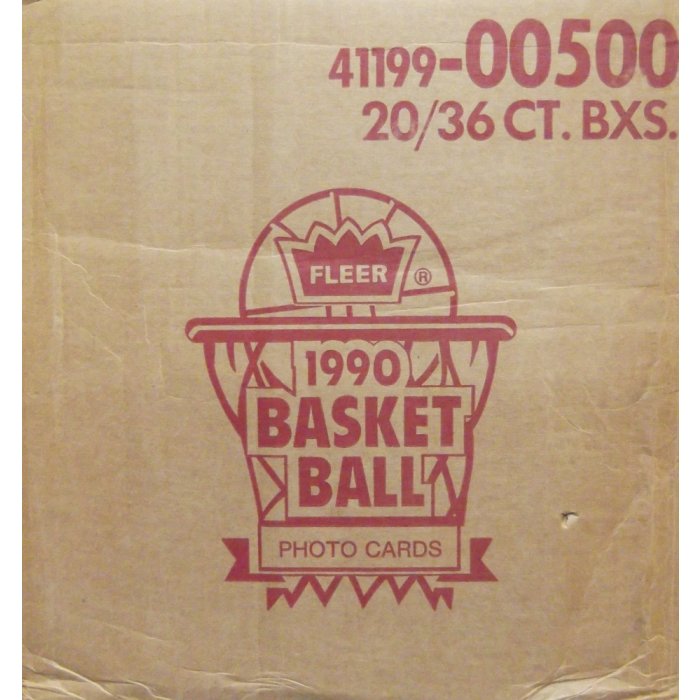 41199-00500
20/36 CT. BXS.
FLEER ®
1990
BASKET
BALL
PHOTO CARDS